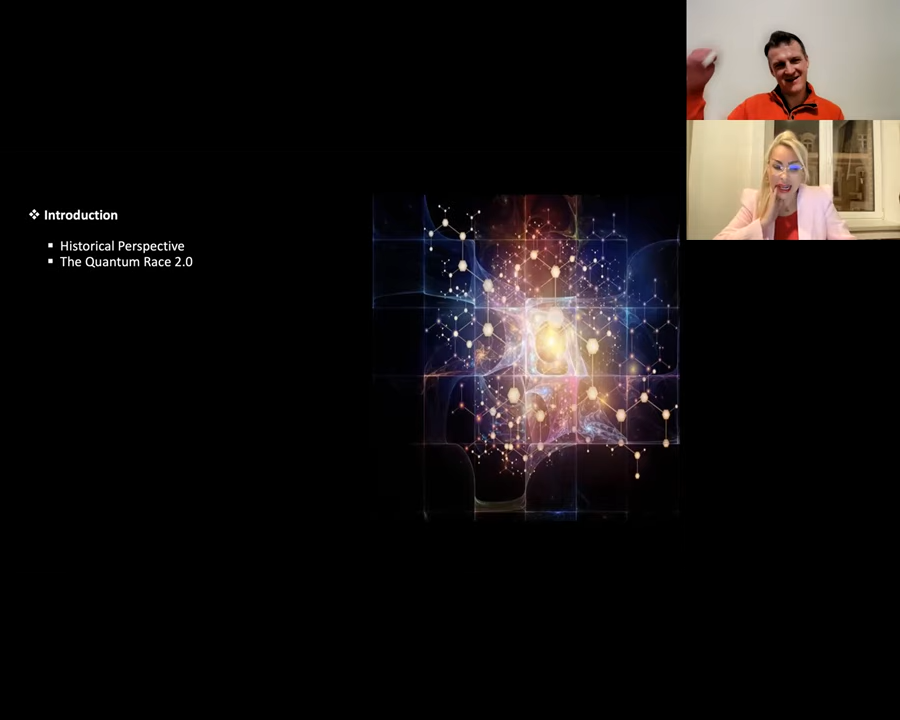 ❖ Introduction
▪ Historical Perspective
▪ The Quantum Race 2.0